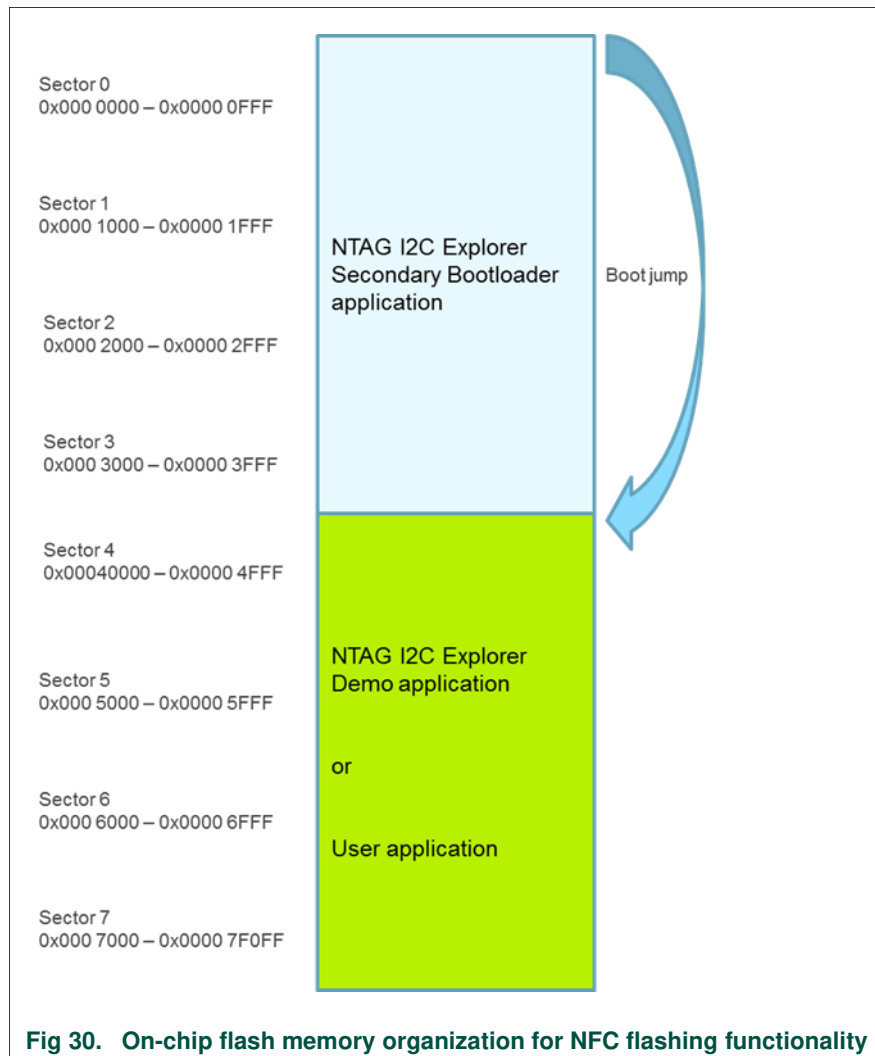 Sector 0
0x000 0000 – 0x0000 0FFF
Sector 1
0x000 1000 – 0x0000 1FFF
NTAG I2C Explorer
Secondary Bootloader
application
Boot jump
Sector 2
0x000 2000 – 0x0000 2FFF
Sector 3
0x000 3000 – 0x0000 3FFF
Sector 4
0x00040000 – 0x0000 4FFF
NTAG I2C Explorer
Demo application
Sector 5
0x000 5000 – 0x0000 5FFF
or
Sector 6
0x000 6000 – 0x0000 6FFF
User application
Sector 7
0x000 7000 – 0x0000 7F0FF
Fig 30. On-chip flash memory organization for NFC flashing functionality